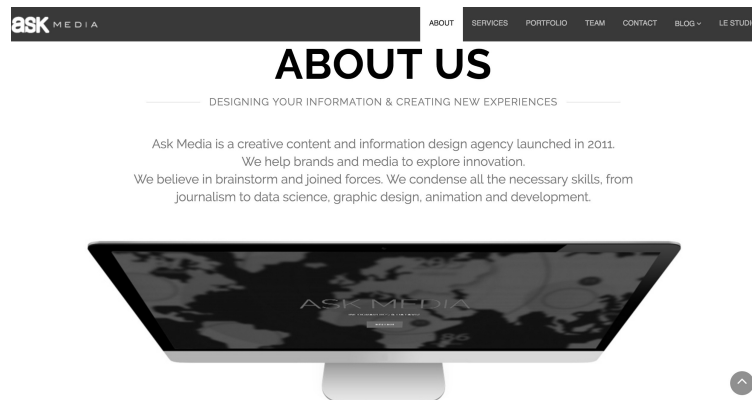 ask MEDIA
ABOUT SERVICES PORTFOLIO TEAM CONTACT BLOG LE STUDI
ABOUT US
DESIGNING YOUR INFORMATION & CREATING NEW EXPERIENCES
Ask Media is a creative content and information design agency launched in 2011.
We help brands and media to explore innovation.
We believe in brainstorm and joined forces. We condense all the necessary skills, from
journalism to data science, graphic design, animation and development.
ASK MEDIA
86